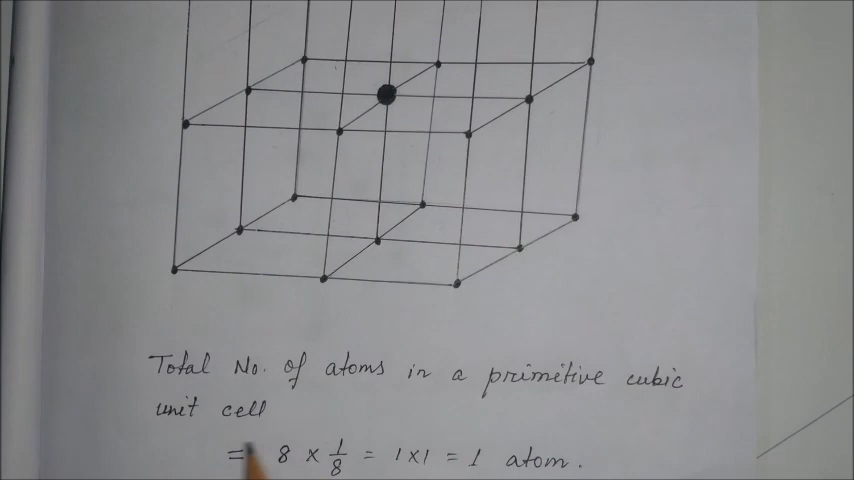 Total No. of atoms in a primitive cubic
unit cell
= 8 × 1/8 = 1×1 = 1 atom.